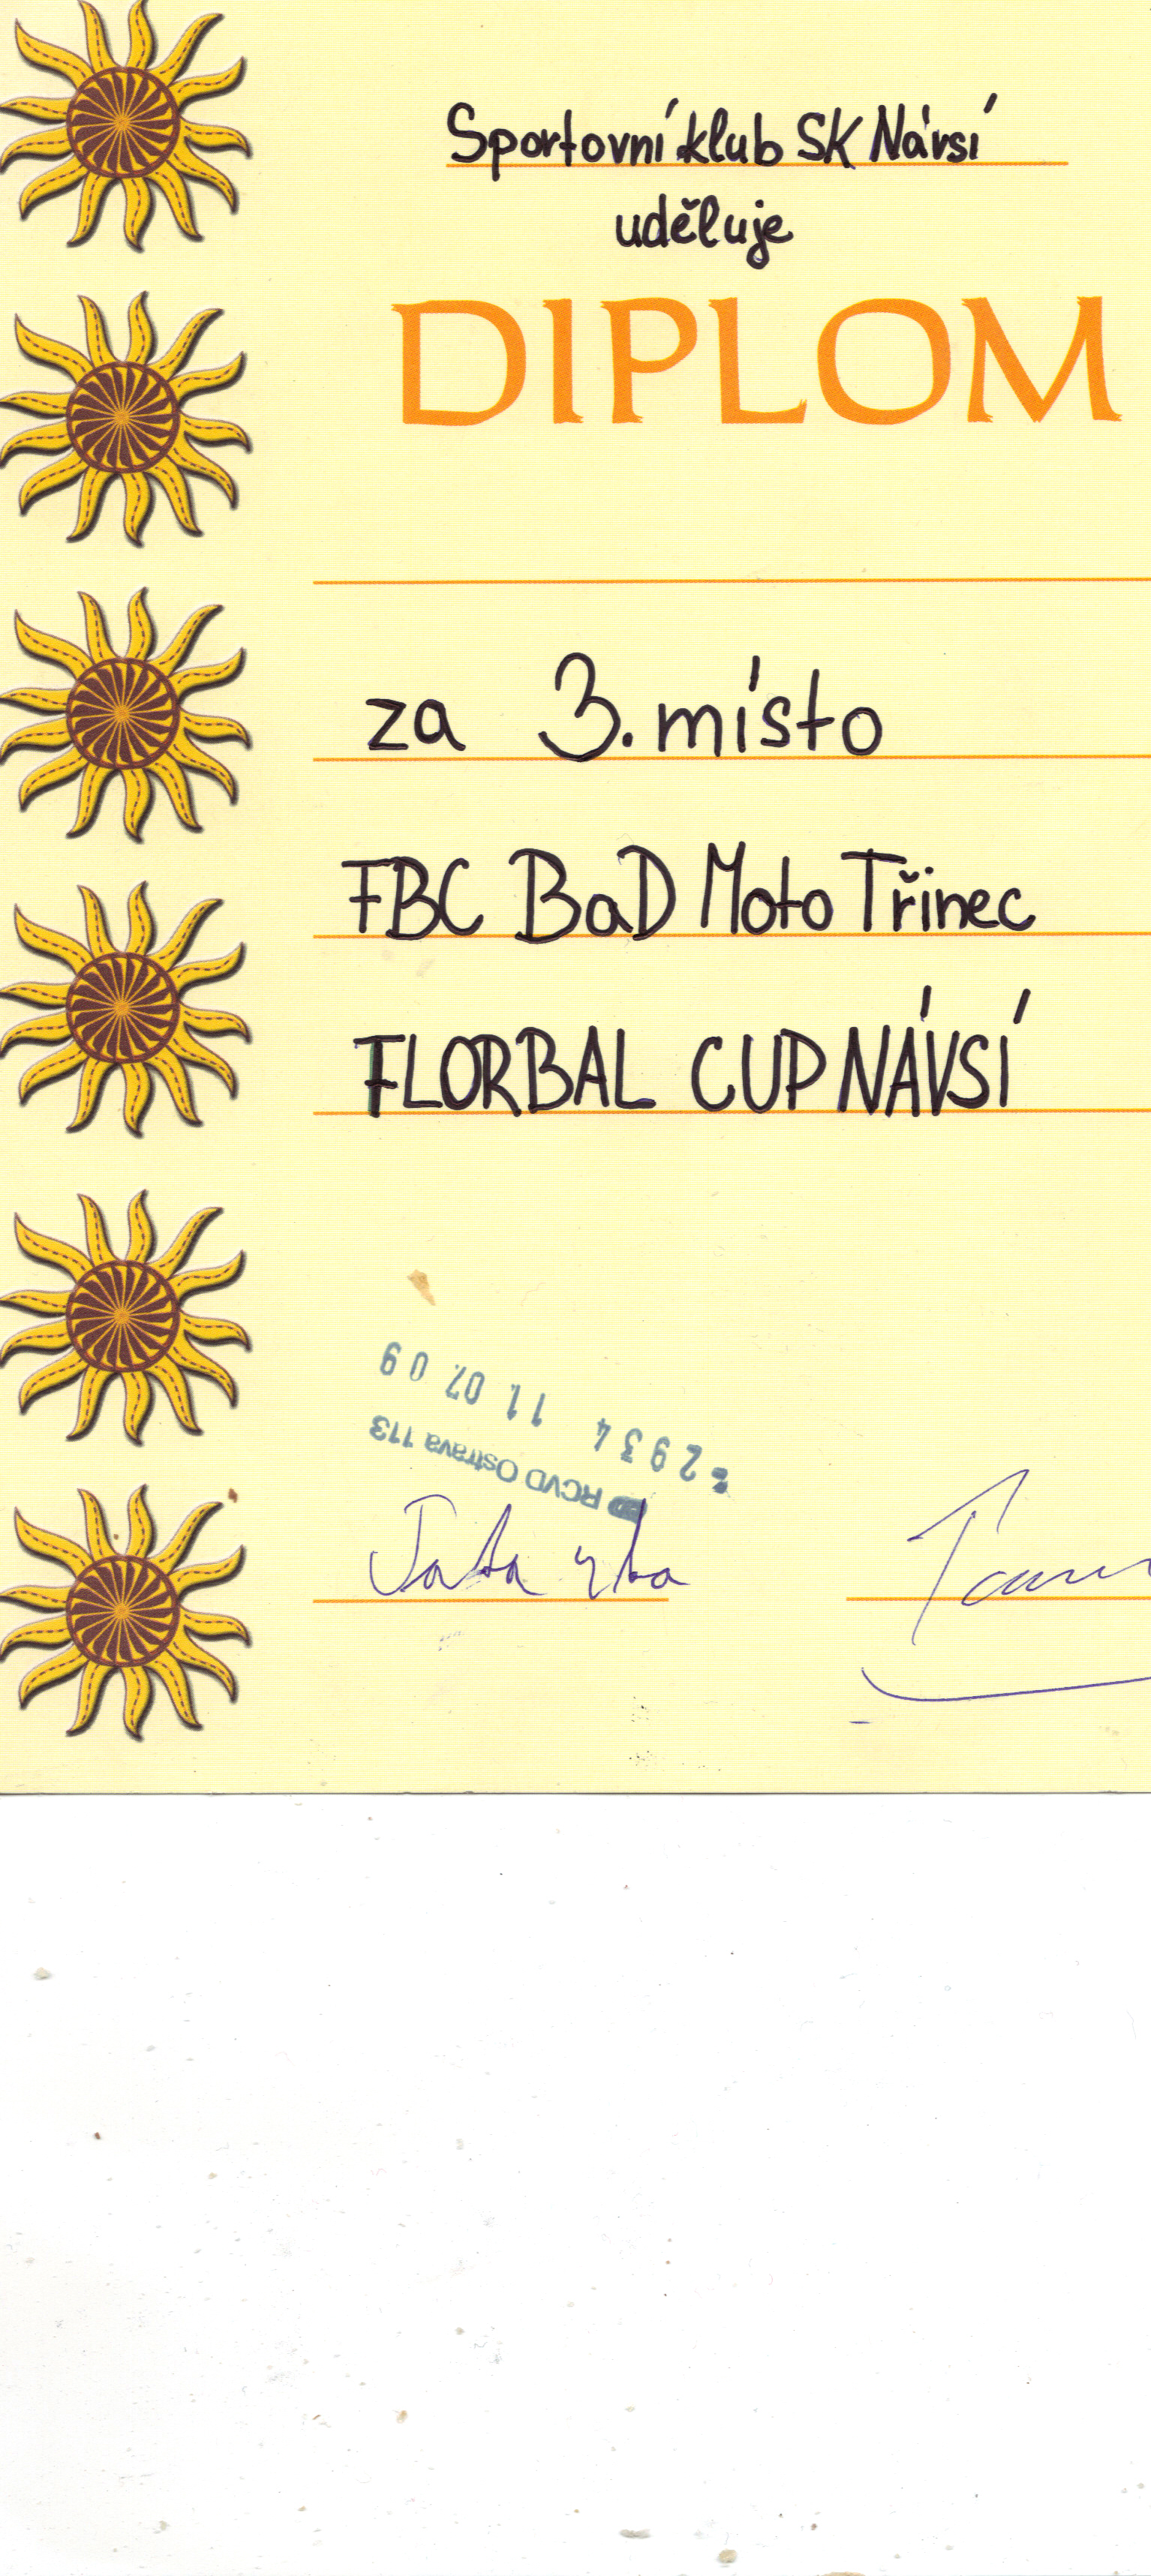 Sportovní klub SK Návsí
uděluje
DIPLOM
za 3. místo
FBC BaD Moto Třinec
FLORBAL CUP NÁVSÍ
2934 11.07.09
RCVD Ostrava 113